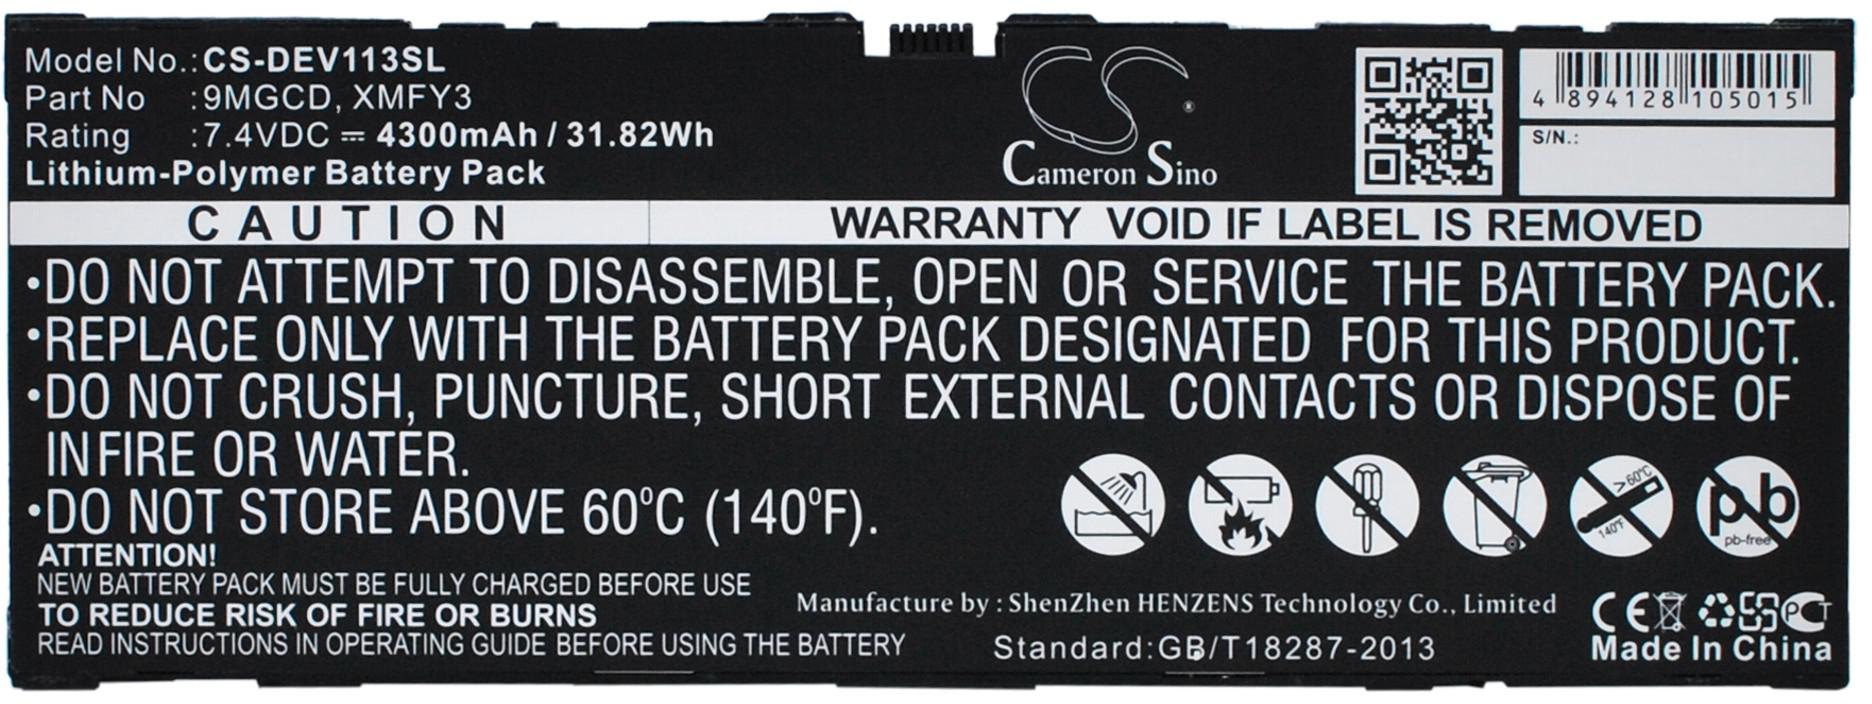 Model No.: CS-DEV113SL
Part No : 9MGCD, XMFY3
Rating : 7.4VDC ⎓ 4300mAh / 31.82Wh
Lithium-Polymer Battery Pack
Cameron Sino
®
4 894128 105015
S/N.:
CAUTION
WARRANTY VOID IF LABEL IS REMOVED
•DO NOT ATTEMPT TO DISASSEMBLE, OPEN OR SERVICE THE BATTERY PACK.
•REPLACE ONLY WITH THE BATTERY PACK DESIGNATED FOR THIS PRODUCT.
•DO NOT CRUSH, PUNCTURE, SHORT EXTERNAL CONTACTS OR DISPOSE OF
IN FIRE OR WATER.
•DO NOT STORE ABOVE 60°C (140°F).
>60°C
140°F
pb
pb-free
ATTENTION!
NEW BATTERY PACK MUST BE FULLY CHARGED BEFORE USE
TO REDUCE RISK OF FIRE OR BURNS
READ INSTRUCTIONS IN OPERATING GUIDE BEFORE USING THE BATTERY
Manufacture by : ShenZhen HENZENS Technology Co., Limited
Standard:GB/T18287-2013
CE
PCT
Made In China